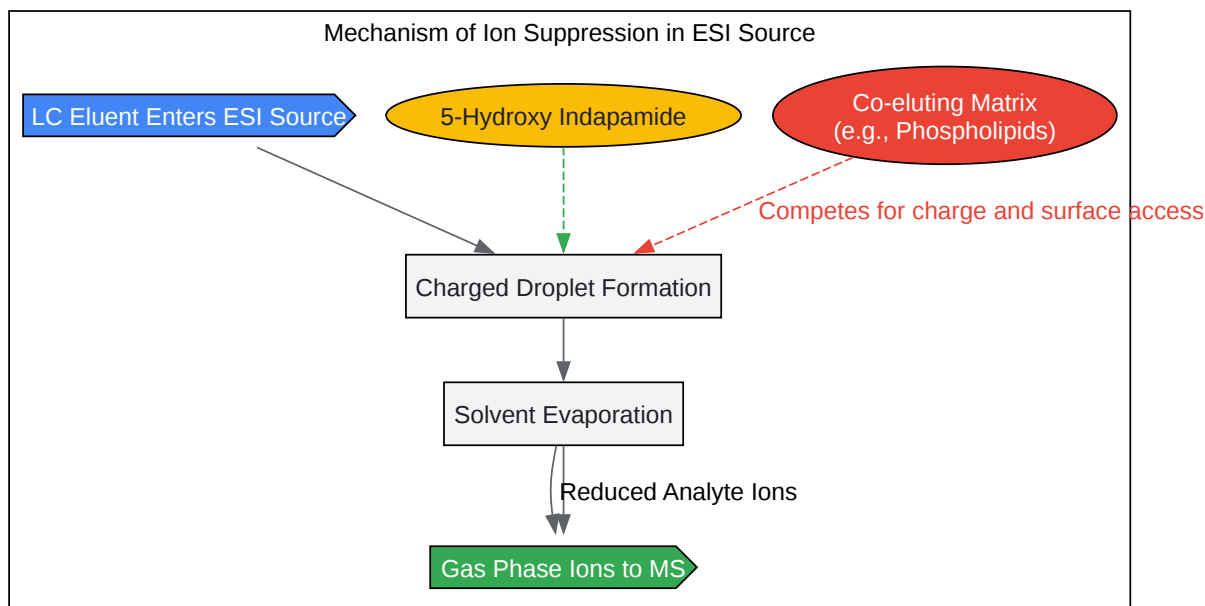 Mechanism of Ion Suppression in ESI Source
LC Eluent Enters ESI Source
5-Hydroxy Indapamide
Co-eluting Matrix
(e.g., Phospholipids)
Competes for charge and surface access
Charged Droplet Formation
Solvent Evaporation
Reduced Analyte Ions
Gas Phase Ions to MS